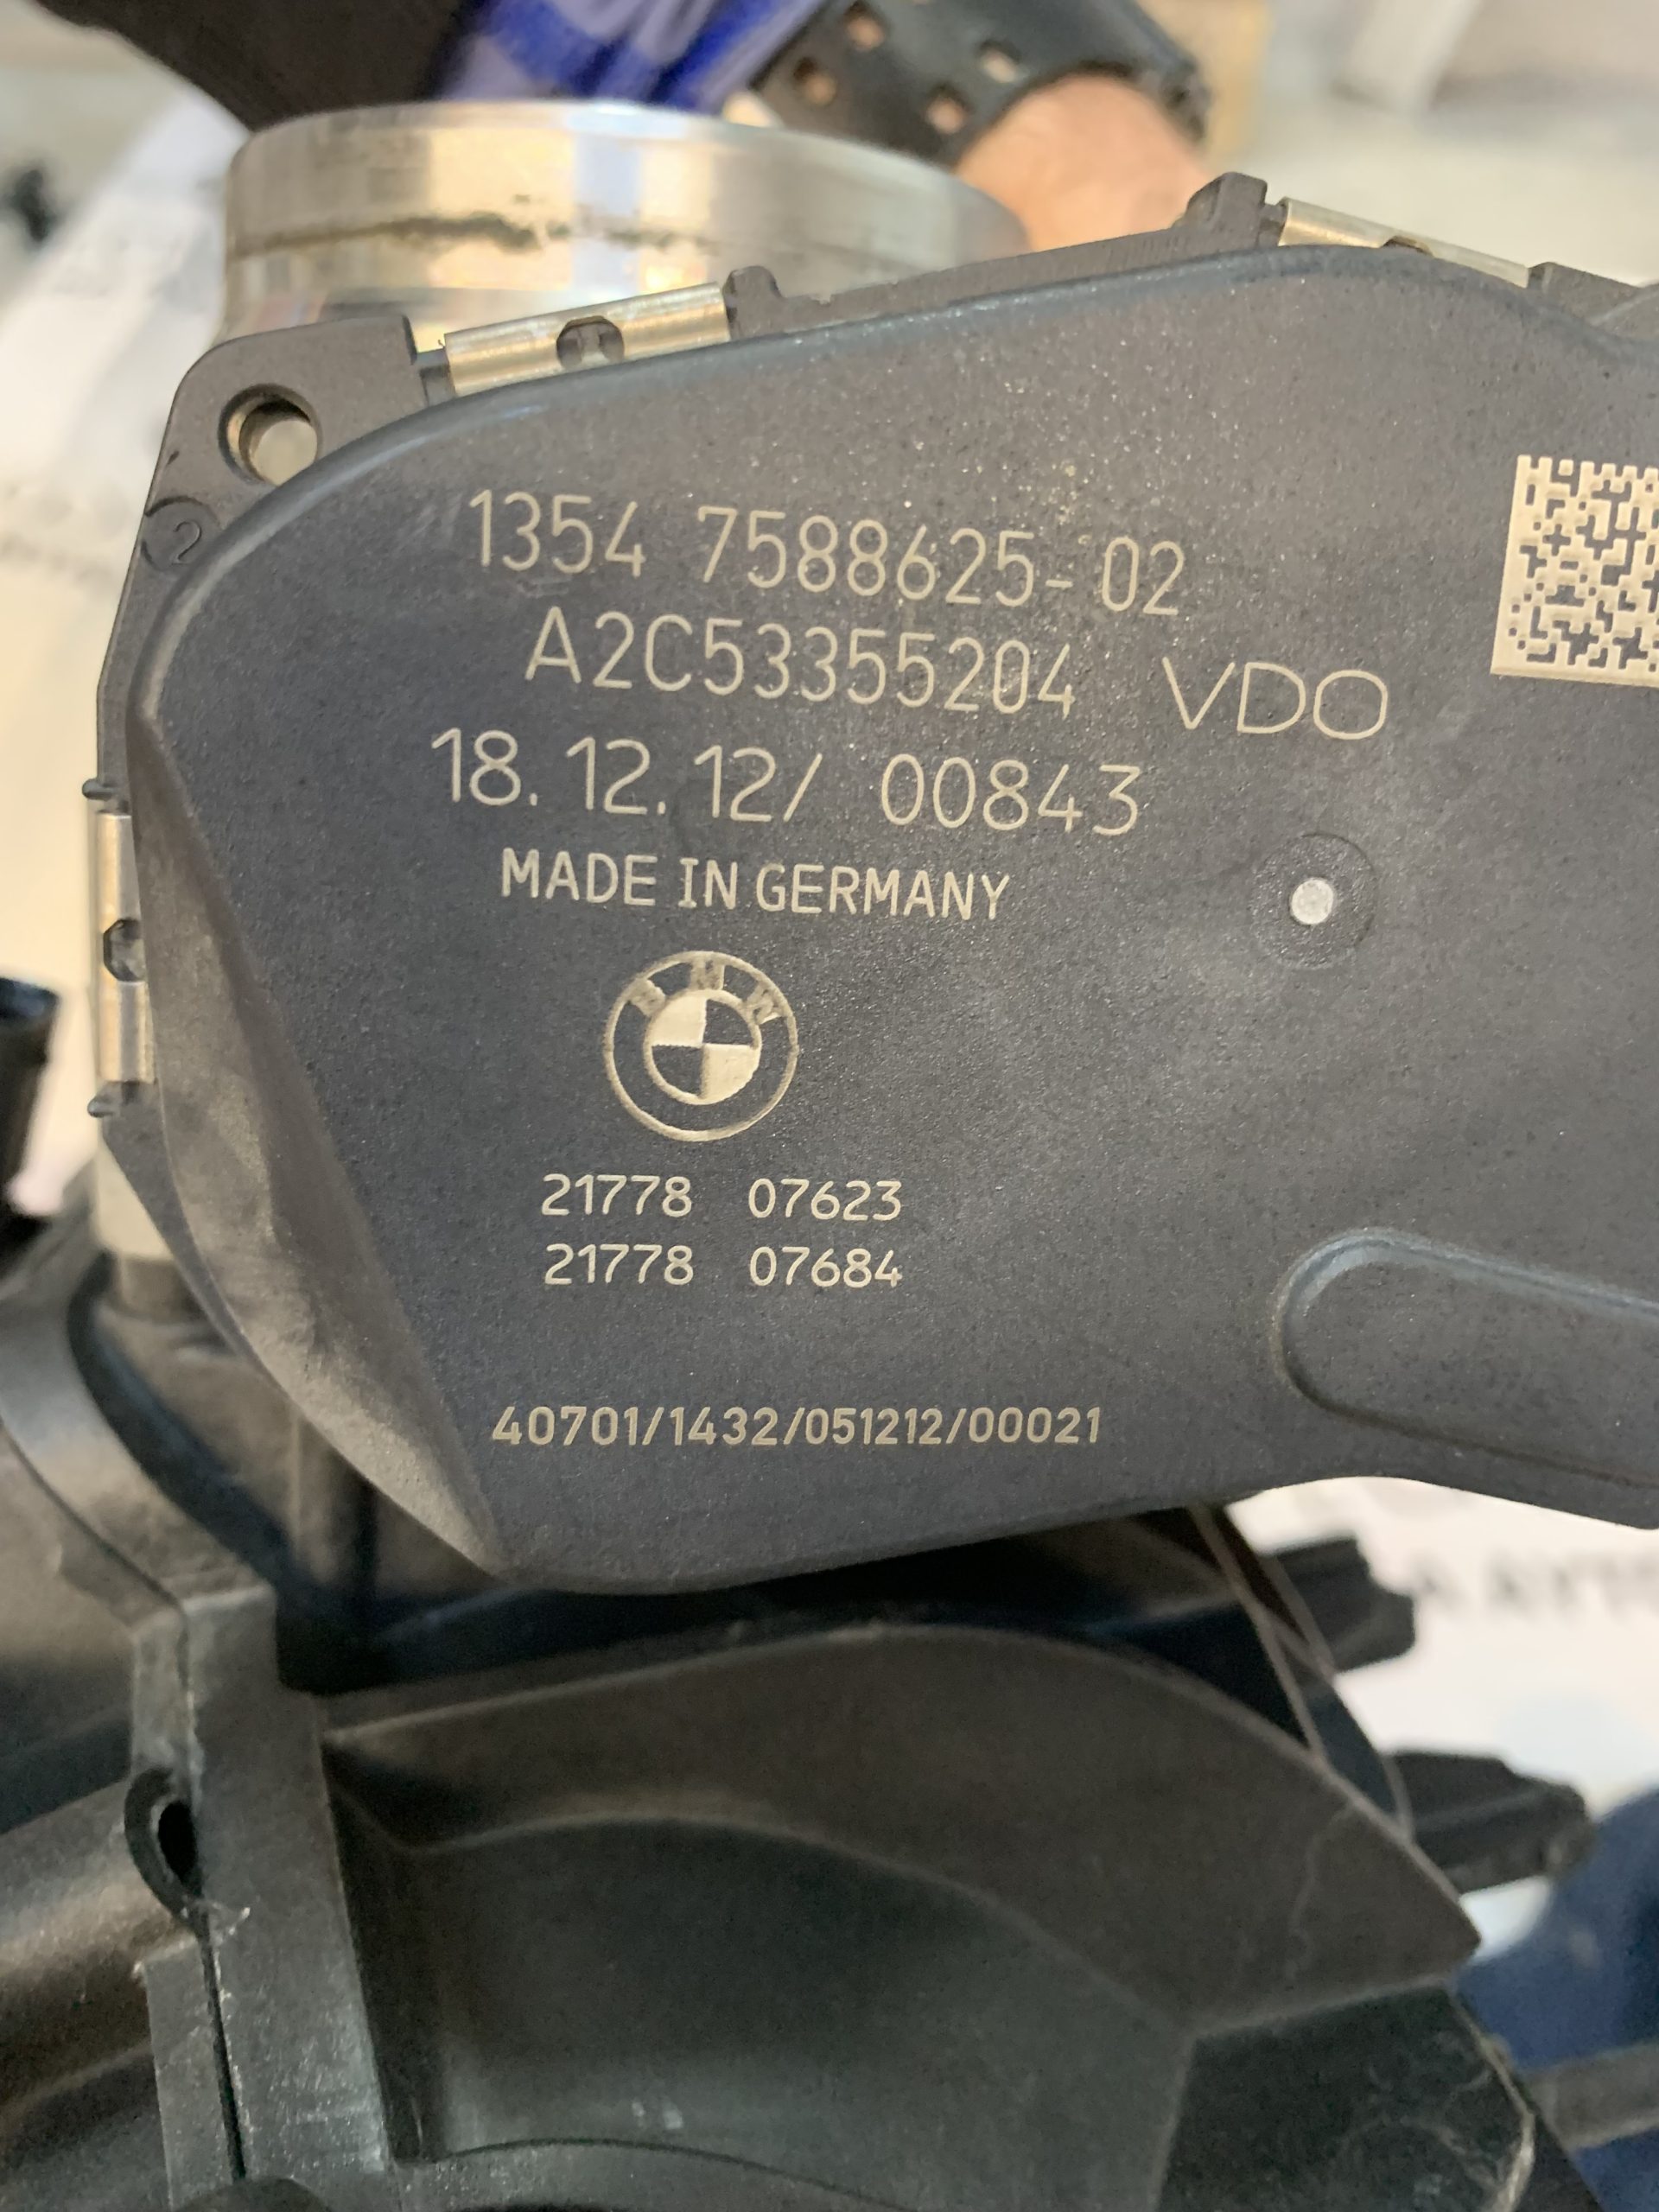 2
1354 7588625-02
A2C53355204 VDO
18.12.12/ 00843
MADE IN GERMANY
BMW
21778 07623
21778 07684
40701/1432/051212/00021